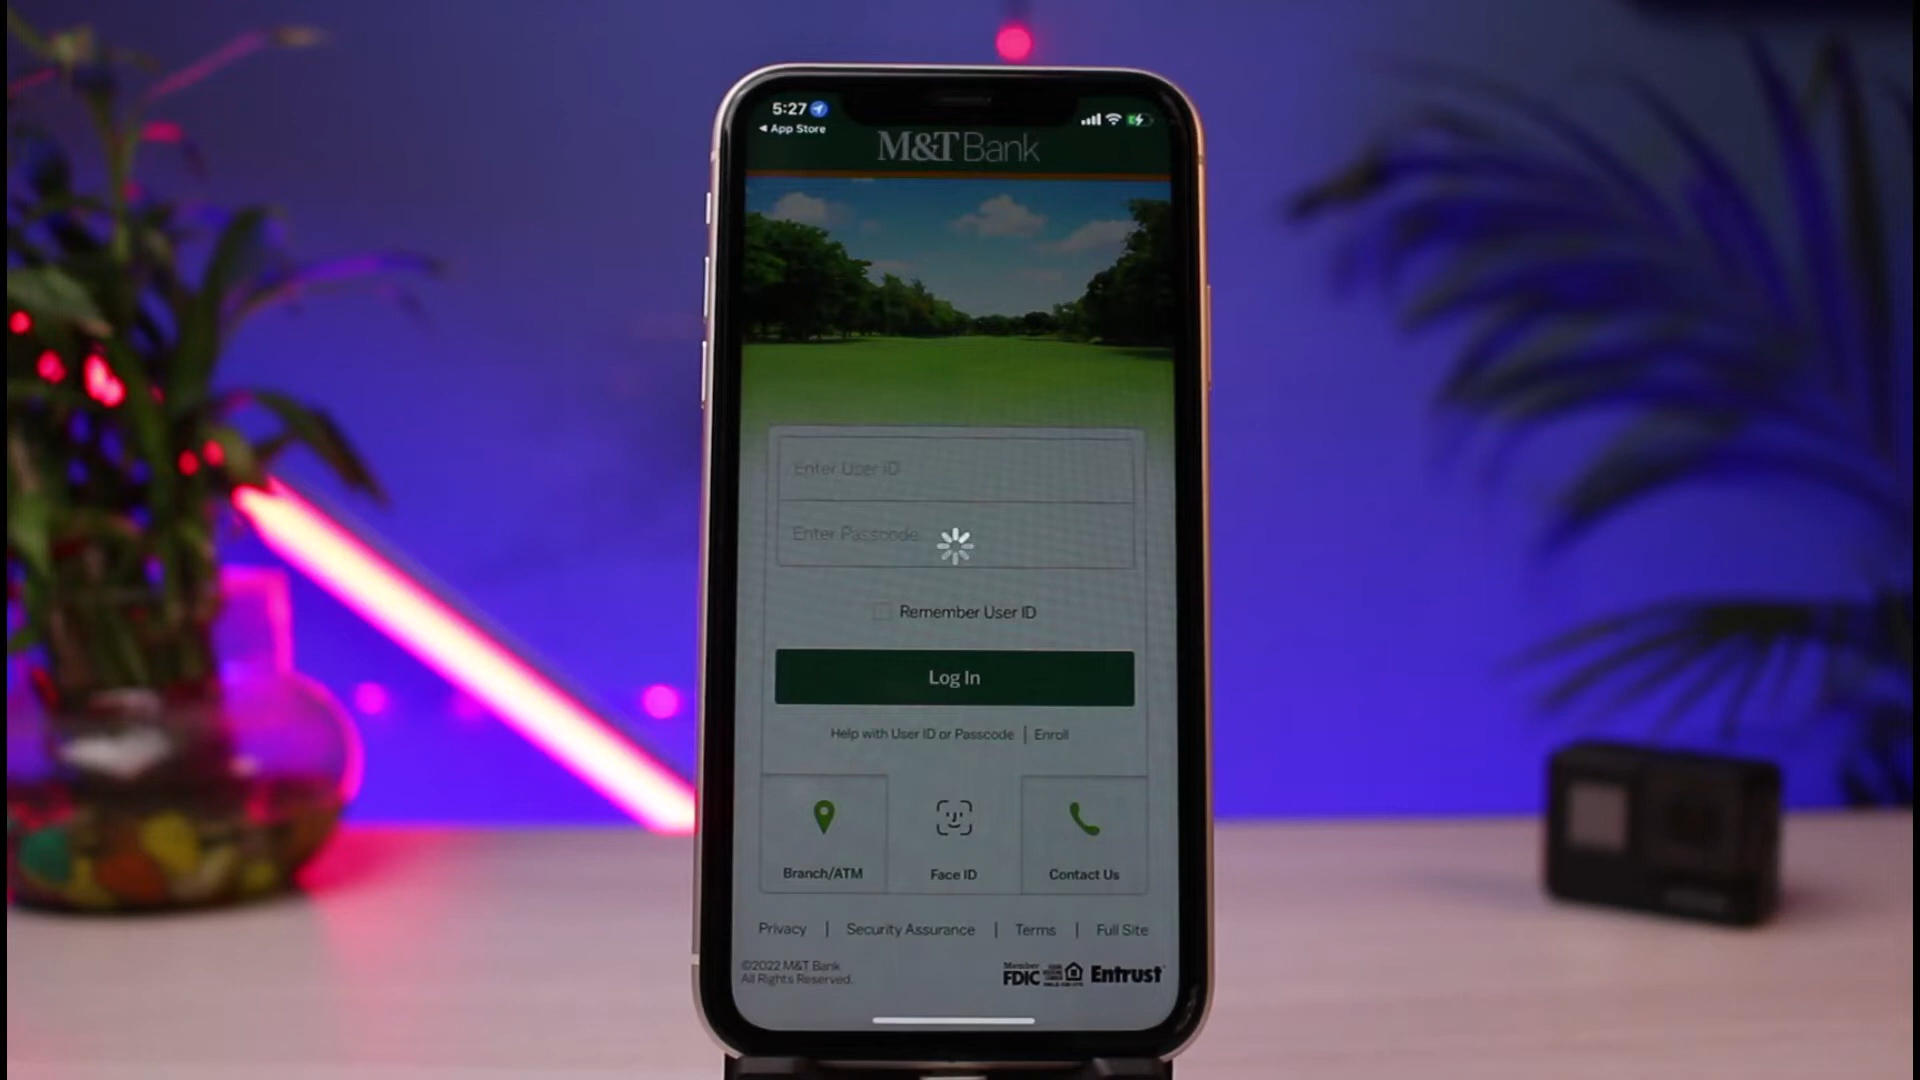 5:27
◀ App Store
M&T Bank
Enter User ID
Enter Passcode
Remember User ID
Log In
Help with User ID or Passcode | Enroll
Branch/ATM
Face ID
Contact Us
Privacy | Security Assurance | Terms | Full Site
©2022 M&T Bank
All Rights Reserved.
Member
FDIC
Entrust